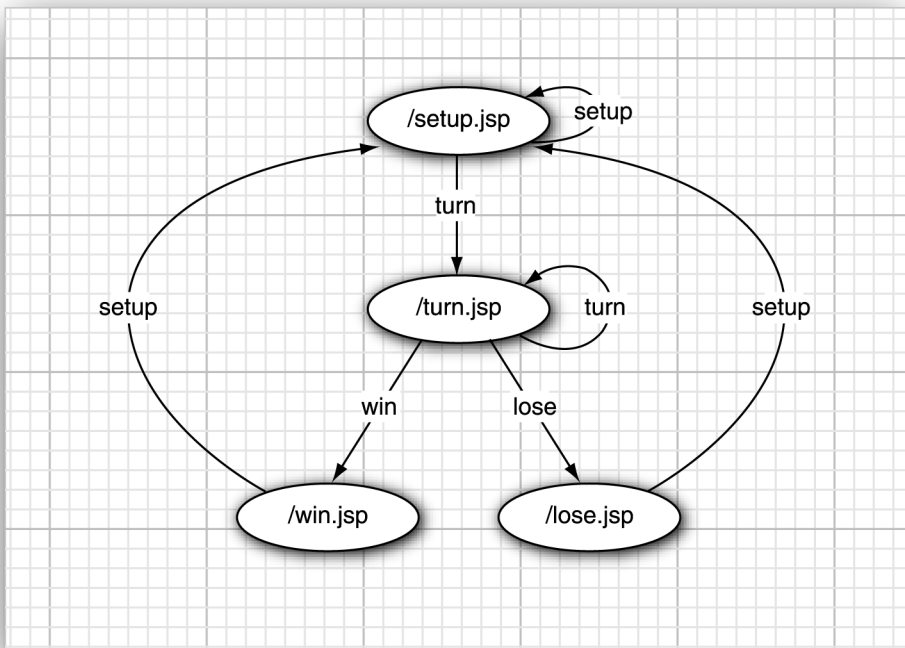 /setup.jsp
setup
turn
setup
/turn.jsp
turn
setup
win
lose
/win.jsp
/lose.jsp